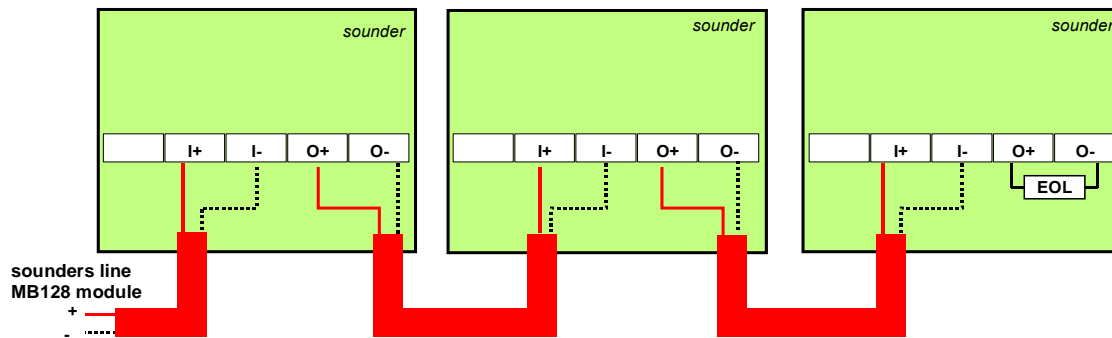 sounder
sounder
sounder
I+ I- O+ O-
I+ I- O+ O-
I+ I- O+ O-
EOL
sounders line
MB128 module
+
-